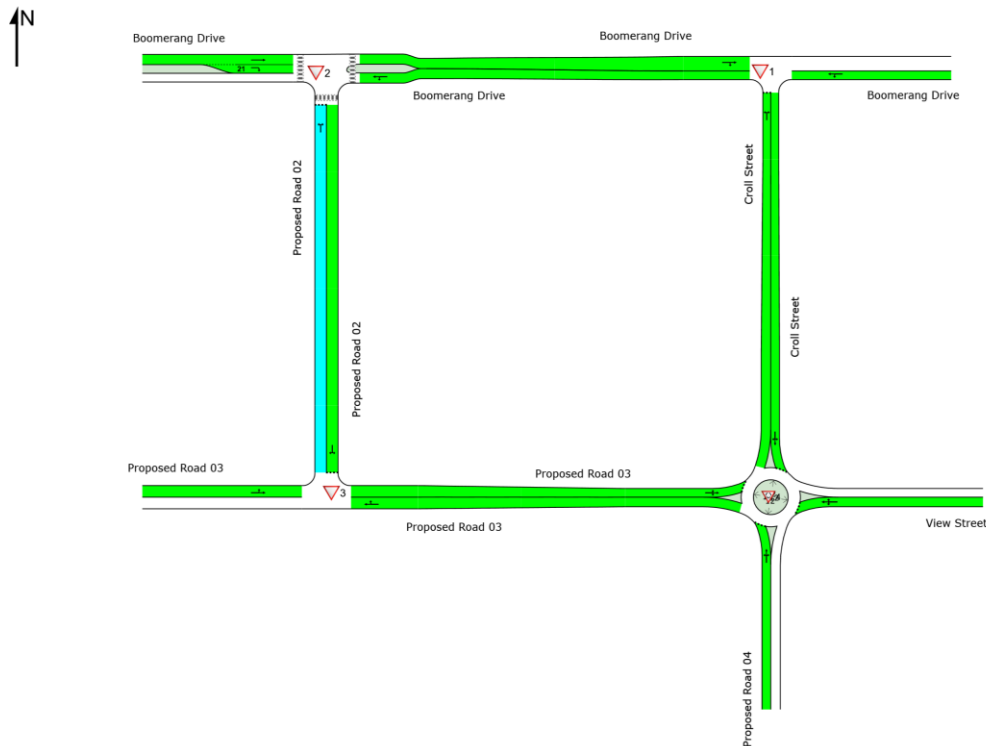 N
Boomerang Drive
Boomerang Drive
21
2
1
Boomerang Drive
Boomerang Drive
Proposed Road 02
Croll Street
Croll Street
Proposed Road 02
Proposed Road 03
Proposed Road 03
3
Proposed Road 03
View Street
Proposed Road 04